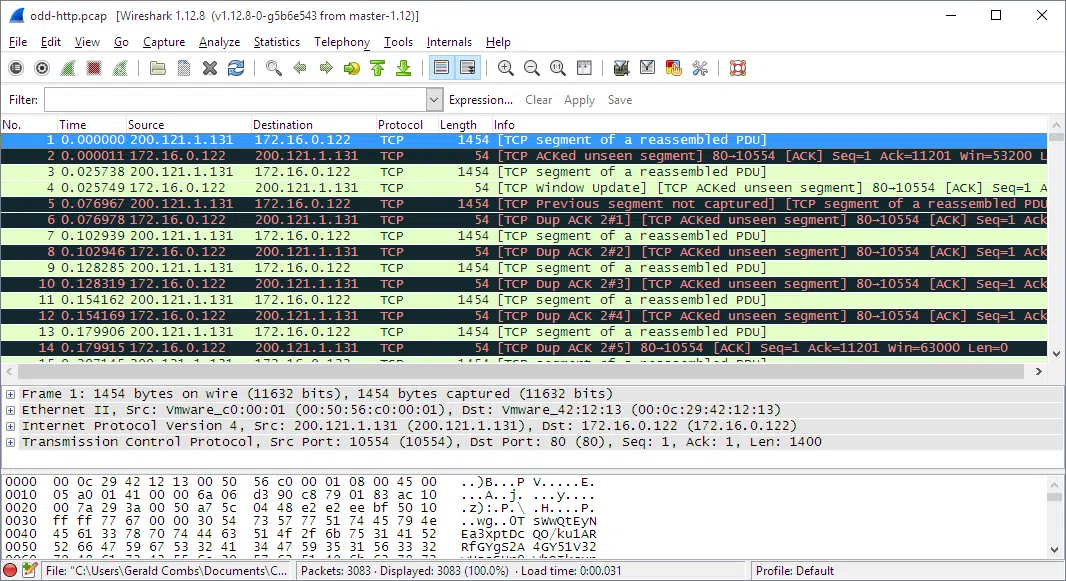 odd-http.pcap [Wireshark 1.12.8 (v1.12.8-0-g5b6e543 from master-1.12)]
File Edit View Go Capture Analyze Statistics Telephony Tools Internals Help
Filter: Expression... Clear Apply Save
No. Time Source Destination Protocol Length Info
1 0.000000 200.121.1.131 172.16.0.122 TCP 1454 [TCP segment of a reassembled PDU]
2 0.000011 172.16.0.122 200.121.1.131 TCP 54 [TCP ACKed unseen segment] 80→10554 [ACK] Seq=1 Ack=11201 Win=53200 L
3 0.025738 200.121.1.131 172.16.0.122 TCP 1454 [TCP segment of a reassembled PDU]
4 0.025749 172.16.0.122 200.121.1.131 TCP 54 [TCP Window Update] [TCP ACKed unseen segment] 80→10554 [ACK] Seq=1 A
5 0.076967 200.121.1.131 172.16.0.122 TCP 1454 [TCP Previous segment not captured] [TCP segment of a reassembled PDU
6 0.076978 172.16.0.122 200.121.1.131 TCP 54 [TCP Dup ACK 2#1] [TCP ACKed unseen segment] 80→10554 [ACK] Seq=1 Ack
7 0.102939 200.121.1.131 172.16.0.122 TCP 1454 [TCP segment of a reassembled PDU]
8 0.102946 172.16.0.122 200.121.1.131 TCP 54 [TCP Dup ACK 2#2] [TCP ACKed unseen segment] 80→10554 [ACK] Seq=1 Ack
9 0.128285 200.121.1.131 172.16.0.122 TCP 1454 [TCP segment of a reassembled PDU]
10 0.128319 172.16.0.122 200.121.1.131 TCP 54 [TCP Dup ACK 2#3] [TCP ACKed unseen segment] 80→10554 [ACK] Seq=1 Ack
11 0.154162 200.121.1.131 172.16.0.122 TCP 1454 [TCP segment of a reassembled PDU]
12 0.154169 172.16.0.122 200.121.1.131 TCP 54 [TCP Dup ACK 2#4] [TCP ACKed unseen segment] 80→10554 [ACK] Seq=1 Ack
13 0.179906 200.121.1.131 172.16.0.122 TCP 1454 [TCP segment of a reassembled PDU]
14 0.179915 172.16.0.122 200.121.1.131 TCP 54 [TCP Dup ACK 2#5] 80→10554 [ACK] Seq=1 Ack=11201 Win=63000 Len=0
Frame 1: 1454 bytes on wire (11632 bits), 1454 bytes captured (11632 bits)
Ethernet II, Src: Vmware_c0:00:01 (00:50:56:c0:00:01), Dst: Vmware_42:12:13 (00:0c:29:42:12:13)
Internet Protocol Version 4, Src: 200.121.1.131 (200.121.1.131), Dst: 172.16.0.122 (172.16.0.122)
Transmission Control Protocol, Src Port: 10554 (10554), Dst Port: 80 (80), Seq: 1, Ack: 1, Len: 1400
0000 00 0c 29 42 12 13 00 50 56 c0 00 01 08 00 45 00 ..)B...P V.....E.
0010 05 a0 01 41 00 00 6a 06 d3 90 c8 79 01 83 ac 10 ...A..j. ...y....
0020 00 7a 29 3a 00 50 a7 5c 04 48 e2 e2 ee bf 50 10 .z):.P.\ .H....P.
0030 ff ff 77 67 00 00 30 54 73 57 77 51 74 45 79 4e ..wg..0T sWwQtEyN
0040 45 61 33 78 70 74 44 63 51 4f 2f 6b 75 31 41 52 Ea3xptDc QO/ku1AR
0050 52 66 47 59 67 53 32 41 34 47 59 35 31 56 33 32 RfGYgS2A 4GY51V32
File: "C:\Users\Gerald Combs\Documents\C... Packets: 3083 · Displayed: 3083 (100.0%) · Load time: 0:00.031 Profile: Default